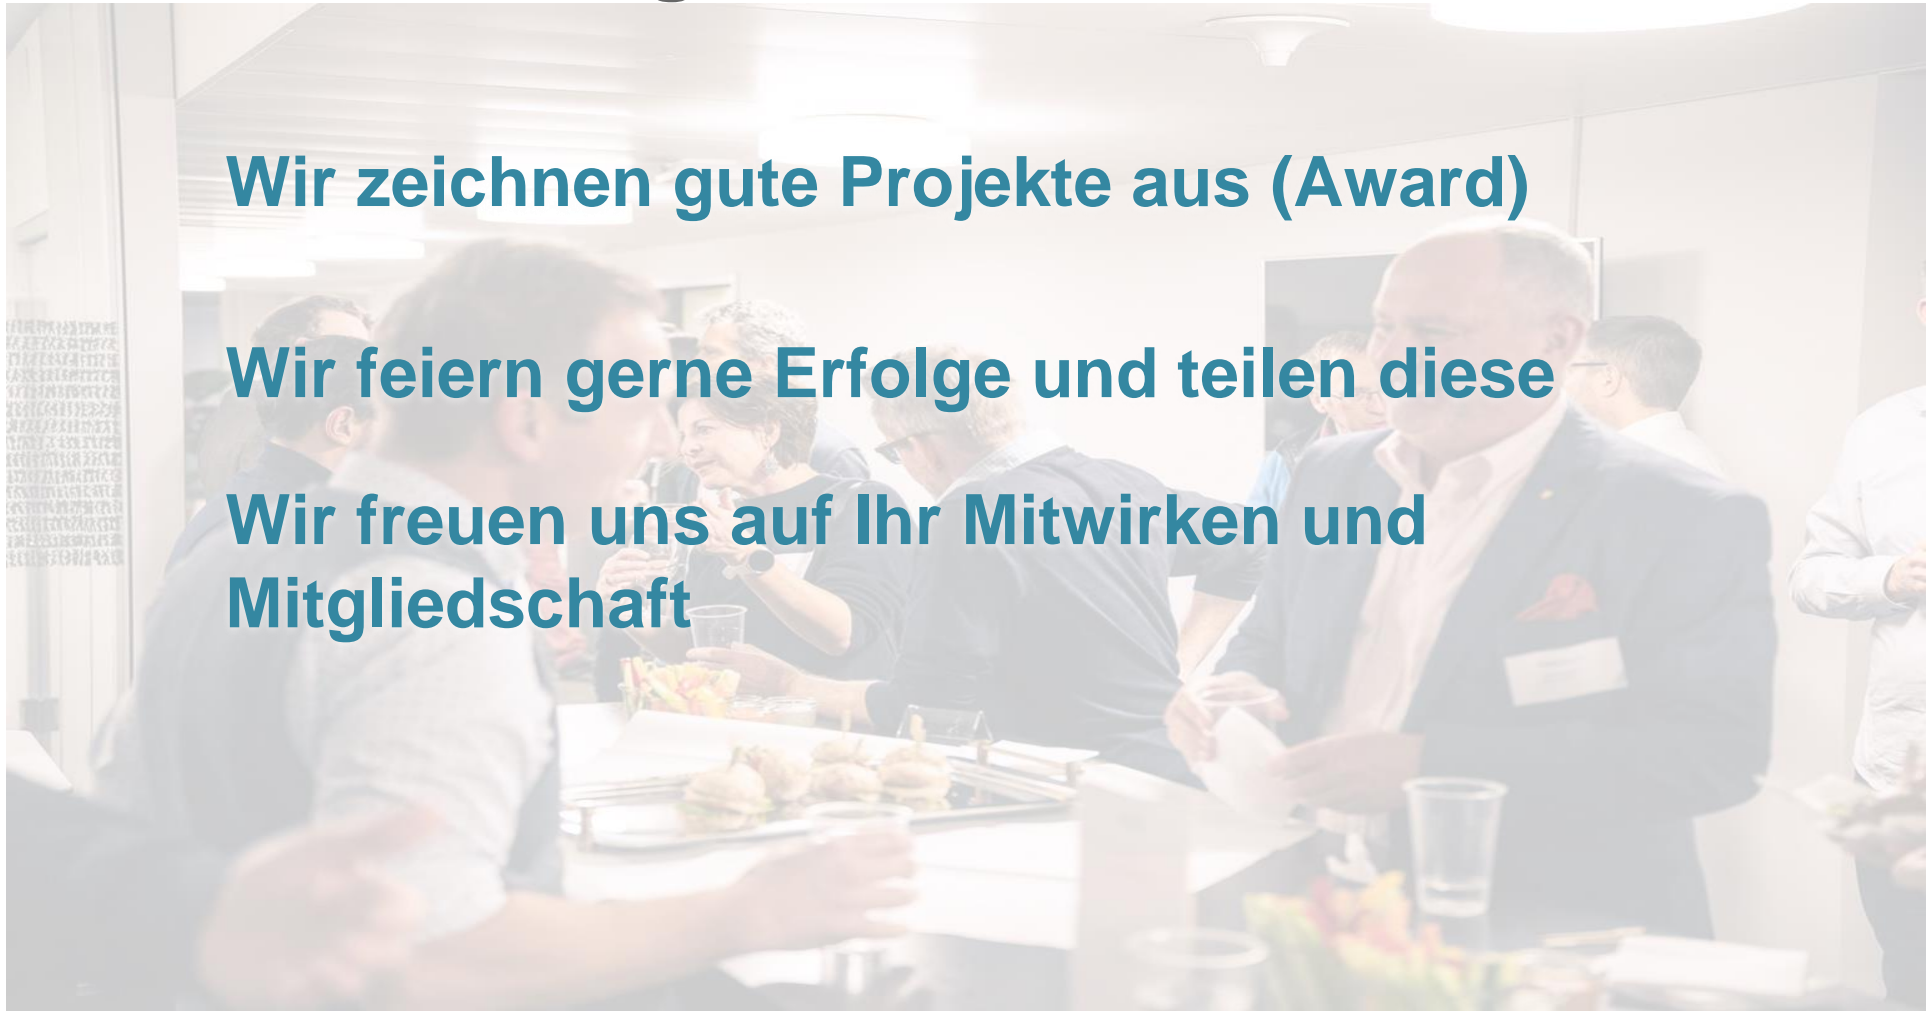 Wir zeichnen gute Projekte aus (Award)
Wir feiern gerne Erfolge und teilen diese
Wir freuen uns auf Ihr Mitwirken und
Mitgliedschaft